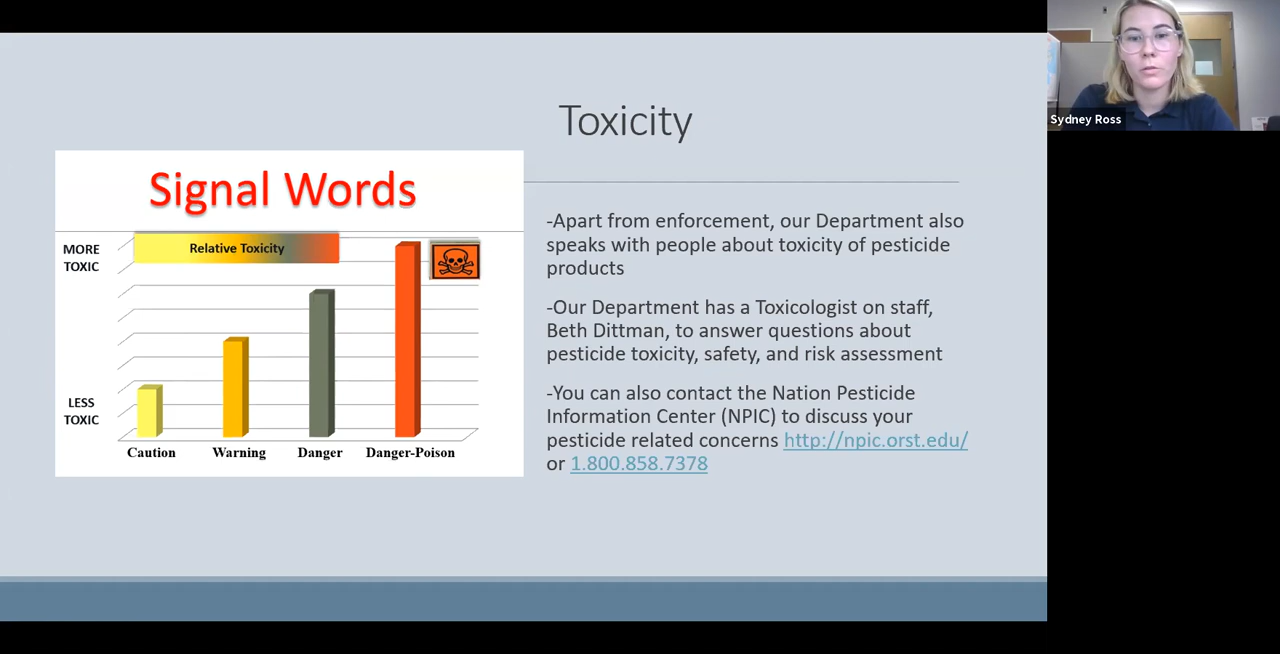 Toxicity
Signal Words
MORE
TOXIC
Relative Toxicity
LESS
TOXIC
Caution
Warning
Danger
Danger-Poison
-Apart from enforcement, our Department also
speaks with people about toxicity of pesticide
products
-Our Department has a Toxicologist on staff,
Beth Dittman, to answer questions about
pesticide toxicity, safety, and risk assessment
-You can also contact the Nation Pesticide
Information Center (NPIC) to discuss your
pesticide related concerns http://npic.orst.edu/
or 1.800.858.7378
Sydney Ross